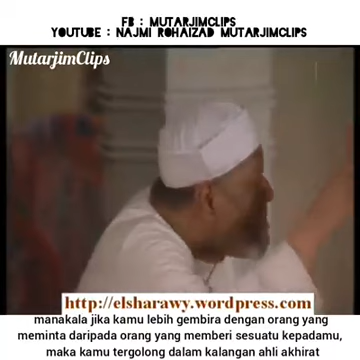 FB : MUTARJIMCLIPS
YOUTUBE : NAJMI ROHAIZAD MUTARJIMCLIPS
MutarjimClips
http://elsharawy.wordpress.com
manakala jika kamu lebih gembira dengan orang yang
meminta daripada orang yang memberi sesuatu kepadamu,
maka kamu tergolong dalam kalangan ahli akhirat